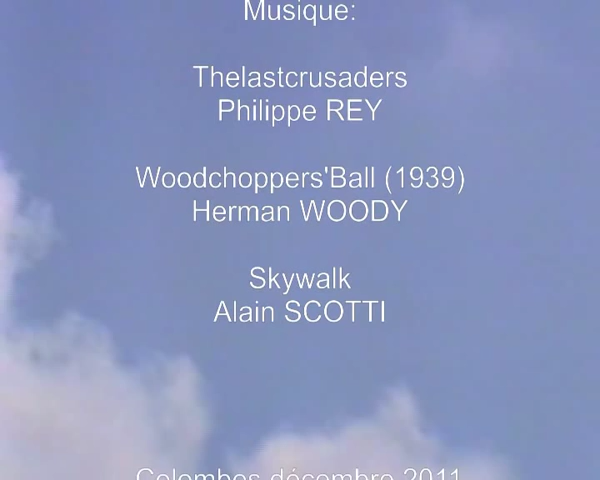 Musique:
Thelastcrusaders
Philippe REY
Woodchoppers'Ball (1939)
Herman WOODY
Skywalk
Alain SCOTTI
Colombes décembre 2011